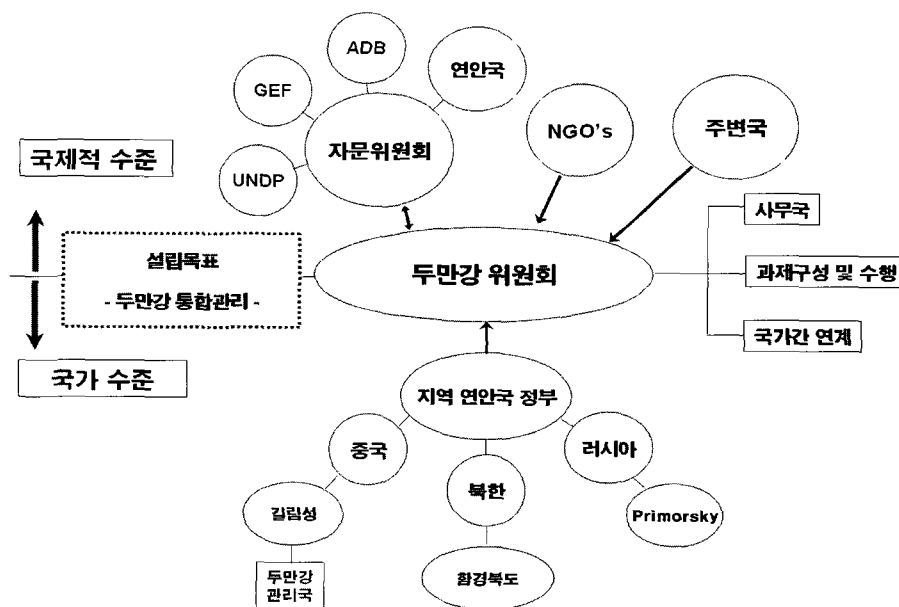 ADB
GEF
연안국
자문위원회
UNDP
NGO's
주변국
국제적 수준
사무국
설립목표
- 두만강 통합관리 -
두만강 위원회
과제구성 및 수행
국가간 연계
국가 수준
지역 연안국 정부
중국
러시아
북한
길림성
Primorsky
두만강
관리국
함경북도